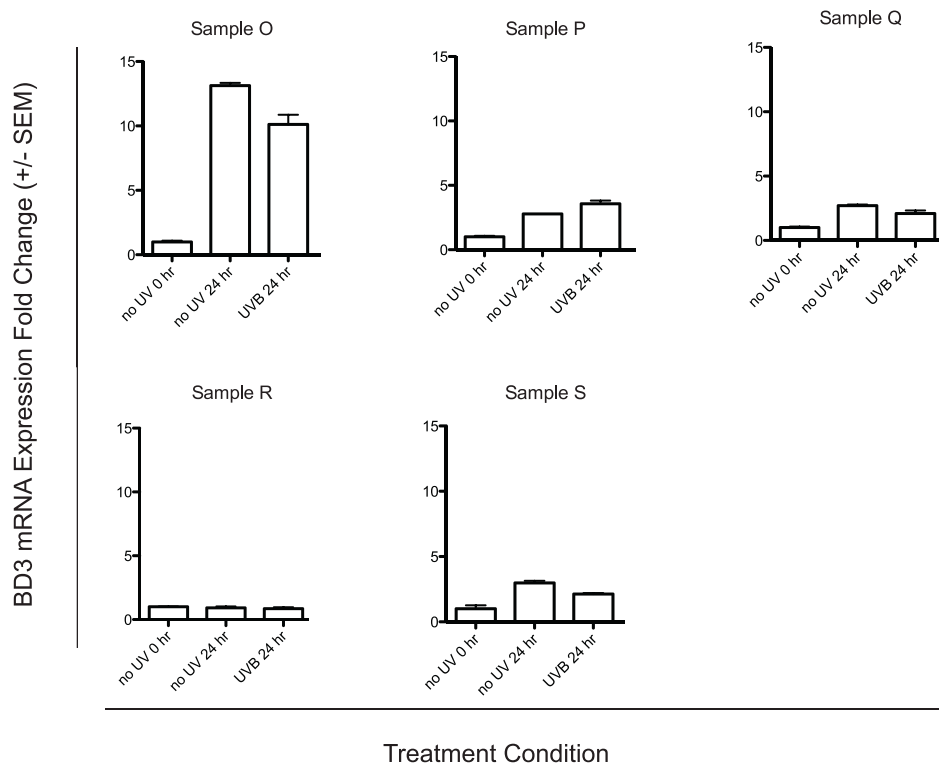 BD3 mRNA Expression Fold Change (+/- SEM)
Sample O
15
10
5
0
no UV 0 hr
no UV 24 hr
UVB 24 hr
Sample P
15
10
5
0
no UV 0 hr
no UV 24 hr
UVB 24 hr
Sample Q
15
10
5
0
no UV 0 hr
no UV 24 hr
UVB 24 hr
Sample R
15
10
5
0
no UV 0 hr
no UV 24 hr
UVB 24 hr
Sample S
15
10
5
0
no UV 0 hr
no UV 24 hr
UVB 24 hr
Treatment Condition